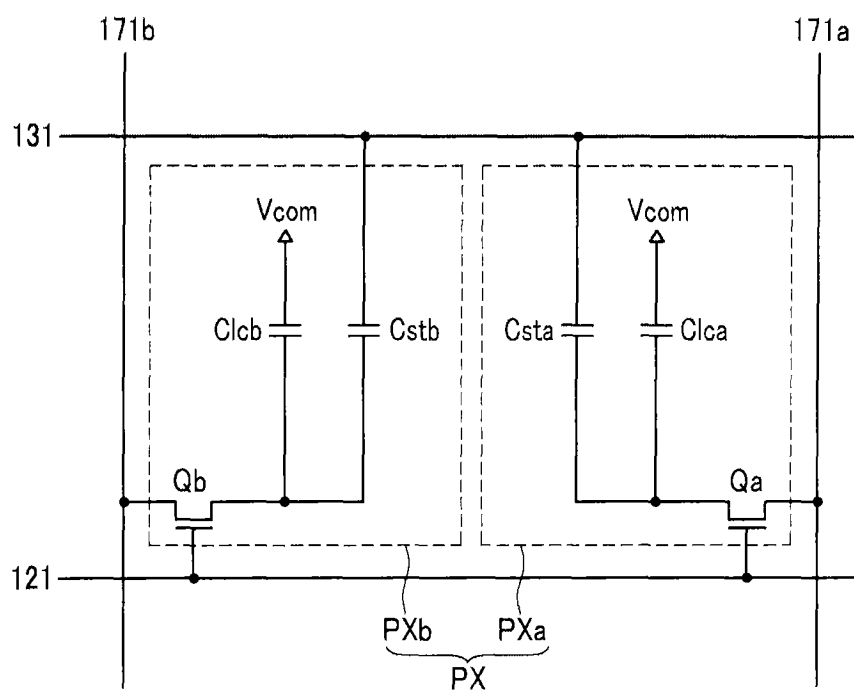 171b 171a
131
Vcom Vcom
Clcb Cstb Csta Clca
Qb Qa
121
PXb PXa
PX